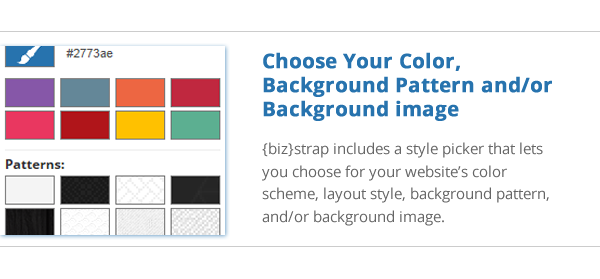 #2773ae
Patterns:
Choose Your Color,
Background Pattern and/or
Background image
{biz}strap includes a style picker that lets
you choose for your website's color
scheme, layout style, background pattern,
and/or background image.